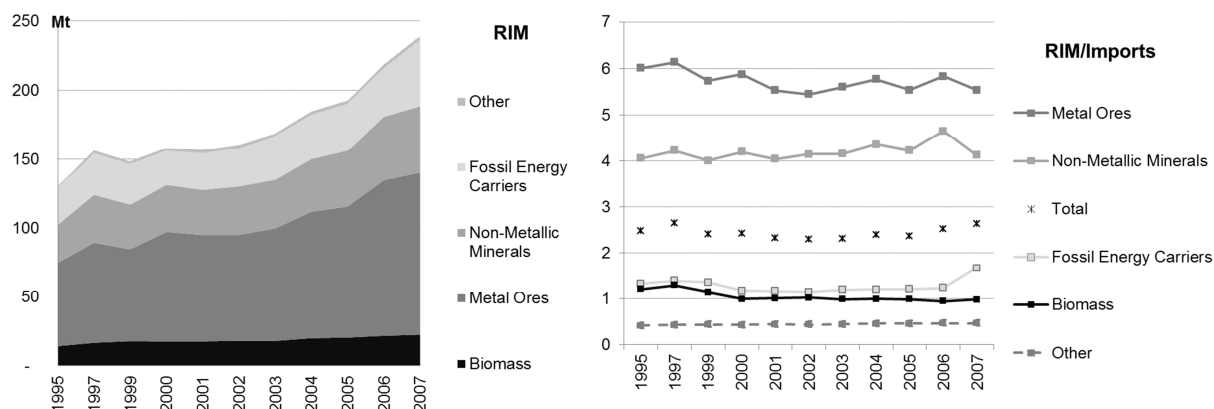 250
Mt
200
150
100
50
-
1995
1997
1999
2000
2001
2002
2003
2004
2005
2006
2007
RIM
Other
Fossil Energy
Carriers
Non-Metallic
Minerals
Metal Ores
Biomass
7
6
5
4
3
2
1
0
1995
1997
1999
2000
2001
2002
2003
2004
2005
2006
2007
RIM/Imports
Metal Ores
Non-Metallic Minerals
Total
Fossil Energy Carriers
Biomass
Other